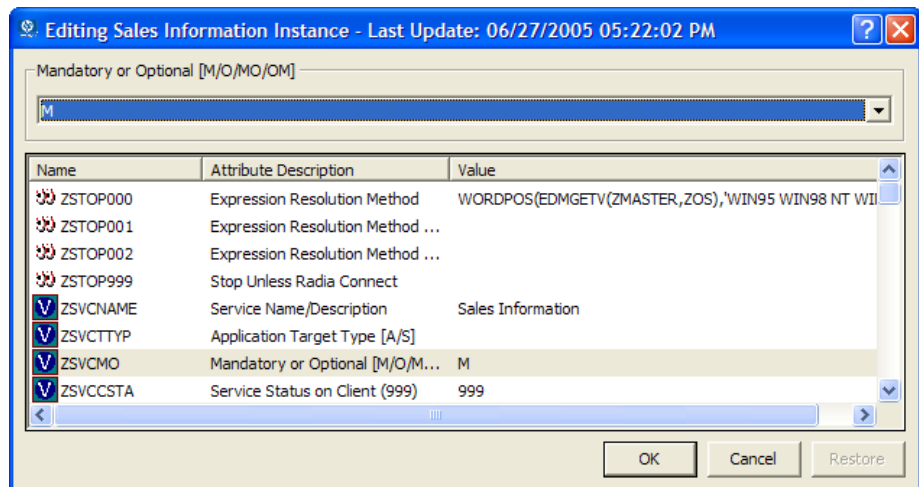 Editing Sales Information Instance - Last Update: 06/27/2005 05:22:02 PM
Mandatory or Optional [M/O/MO/OM]
M
Name Attribute Description Value
ZSTOP000 Expression Resolution Method WORDPOS(EDMGETV(ZMASTER,ZOS),'WIN95 WIN98 NT WI
ZSTOP001 Expression Resolution Method ...
ZSTOP002 Expression Resolution Method ...
ZSTOP999 Stop Unless Radia Connect
V ZSVCNAME Service Name/Description Sales Information
V ZSVCTTYP Application Target Type [A/S]
V ZSVCMO Mandatory or Optional [M/O/M... M
V ZSVCCSTA Service Status on Client (999) 999
OK Cancel Restore